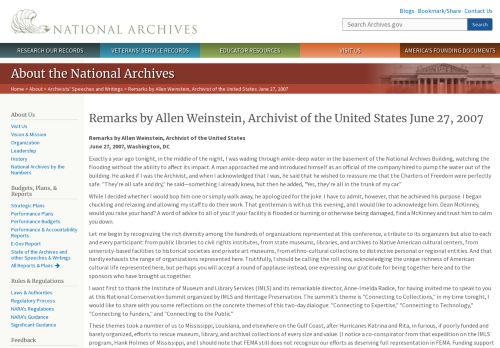 Blogs · Bookmark/Share · Contact Us
NATIONAL ARCHIVES
Search Archives.gov
Search
RESEARCH OUR RECORDS
VETERANS' SERVICE RECORDS
EDUCATOR RESOURCES
VISIT US
AMERICA'S FOUNDING DOCUMENTS
About the National Archives
Home > About > Archivists' Speeches and Writings > Remarks by Allen Weinstein, Archivist of the United States June 27, 2007
About Us
Visit Us
Vision & Mission
Organization
Leadership
History
National Archives by the
Numbers
Budgets, Plans, &
Reports
Strategic Plans
Performance Plans
Performance Budgets
Performance & Accountability
Reports
E-Gov Report
State of the Archives and
other Speeches & Writings
All Reports & Plans
Rules & Regulations
Laws & Authorities
Regulatory Process
NARA's Regulations
NARA's Guidance
Significant Guidance
Feedback
Remarks by Allen Weinstein, Archivist of the United States June 27, 2007
Remarks by Allen Weinstein, Archivist of the United States
June 27, 2007, Washington, DC
Exactly a year ago tonight, in the middle of the night, I was wading through ankle-deep water in the basement of the National Archives Building, watching the
flooding without the ability to affect its impact. A man approached me and introduced himself as an official of the company hired to pump the water out of the
building. He asked if I was the Archivist, and when I acknowledged that I was, he said that he wished to reassure me that the Charters of Freedom were perfectly
safe. "They're all safe and dry," he said—something I already knew, but then he added, "Yes, they're all in the trunk of my car."
While I decided whether I would bop him one or simply walk away, he apologized for the joke. I have to admit, however, that he achieved his purpose. I began
chuckling and relaxing and allowing my staff to do their work. That gentleman is with us this evening, and I would like to acknowledge him. Dean McKinney,
would you raise your hand? A word of advice to all of you: If your facility is flooded or burning or otherwise being damaged, find a McKinney and trust him to calm
you down.
Let me begin by recognizing the rich diversity among the hundreds of organizations represented at this conference, a tribute to its organizers but also to each
and every participant: from public libraries to civil rights institutes, from state museums, libraries, and archives to Native American cultural centers, from
university-based facilities to historical societies and private art museums, from ethnic-cultural collections to distinctive personal or regional entities. And that
hardly exhausts the range of organizations represented here. Truthfully, I should be calling the roll now, acknowledging the unique richness of American
cultural life represented here, but perhaps you will accept a round of applause instead, one expressing our gratitude for being together here and to the
sponsors who have brought us together.
I want first to thank the Institute of Museum and Library Services (IMLS) and its remarkable director, Anne-Imelda Radice, for having invited me to speak to you
at this National Conservation Summit organized by IMLS and Heritage Preservation. The summit's theme is "Connecting to Collections," in my time tonight, I
would like to share with you some reflections on the concrete themes of this two-day dialogue: "Connecting to Expertise," "Connecting to Technology,"
"Connecting to Funders," and "Connecting to the Public."
These themes took a number of us to Mississippi, Louisiana, and elsewhere on the Gulf Coast, after Hurricanes Katrina and Rita, in furious, if poorly funded and
barely organized, efforts to rescue museum, library, and archival collections of every size and value. (I notice a co-conspirator from that expedition on the IMLS
program, Hank Holmes of Mississippi, and I should note that FEMA still does not recognize our efforts as deserving full representation in FEMA. Funding support